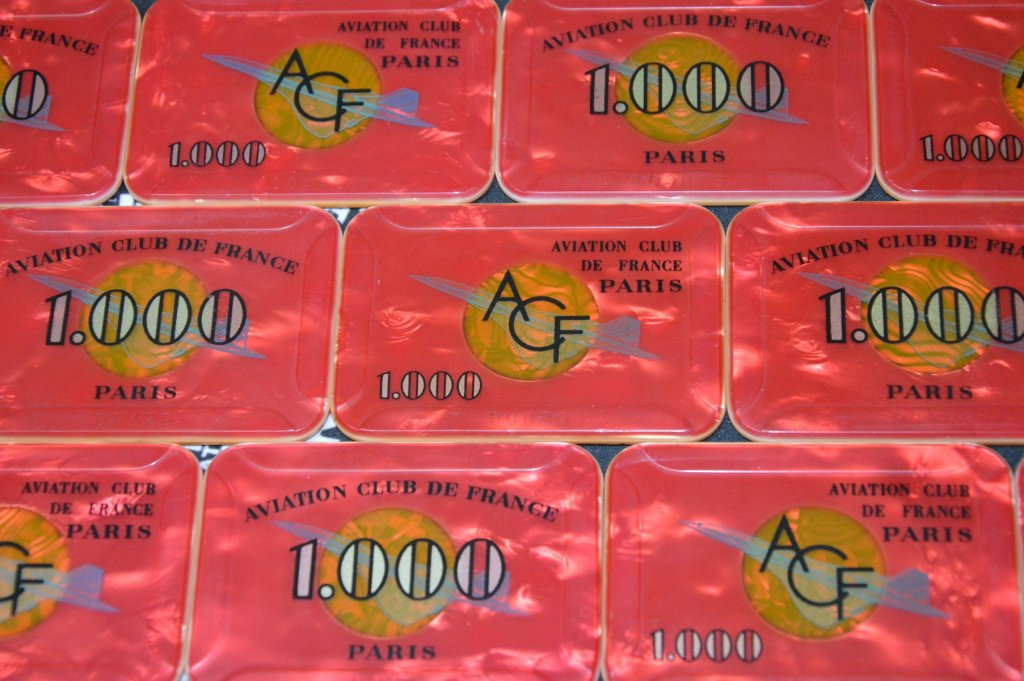 E FRANCE
0
AVIATION CLUB
DE FRANCE
PARIS
ACF
1.000
AVIATION CLUB DE FRANCE
1.000
PARIS
A
1.000
AVIATION CLUB DE FRANCE
1.000
PARIS
AVIATION CLUB
DE FRANCE
PARIS
ACF
1.000
AVIATION CLUB DE FRA
1.000
PARIS
AVIATION CLUB
DE FRANCE
PARIS
CF
AVIATION CLUB DE FRANCE
1.000
PARIS
AVIATION CLUB
DE FRANCE
PARIS
ACF
1.000